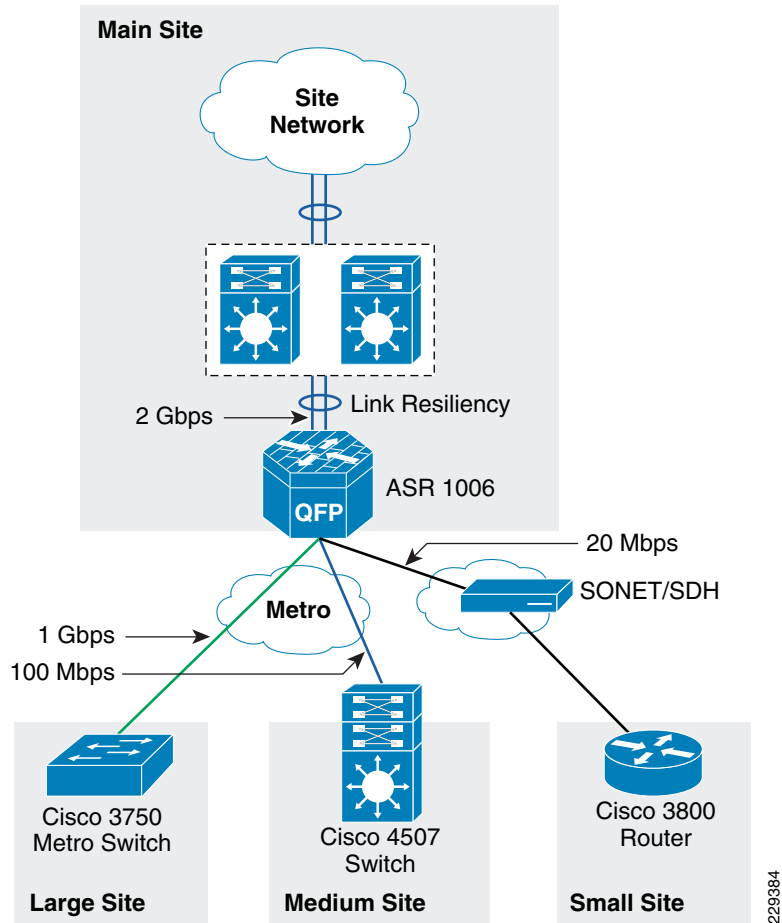 Main Site
Site
Network
2 Gbps
Link Resiliency
ASR 1006
QFP
20 Mbps
SONET/SDH
Metro
1 Gbps
100 Mbps
Cisco 3750
Metro Switch
Large Site
Cisco 4507
Switch
Medium Site
Cisco 3800
Router
Small Site
229384